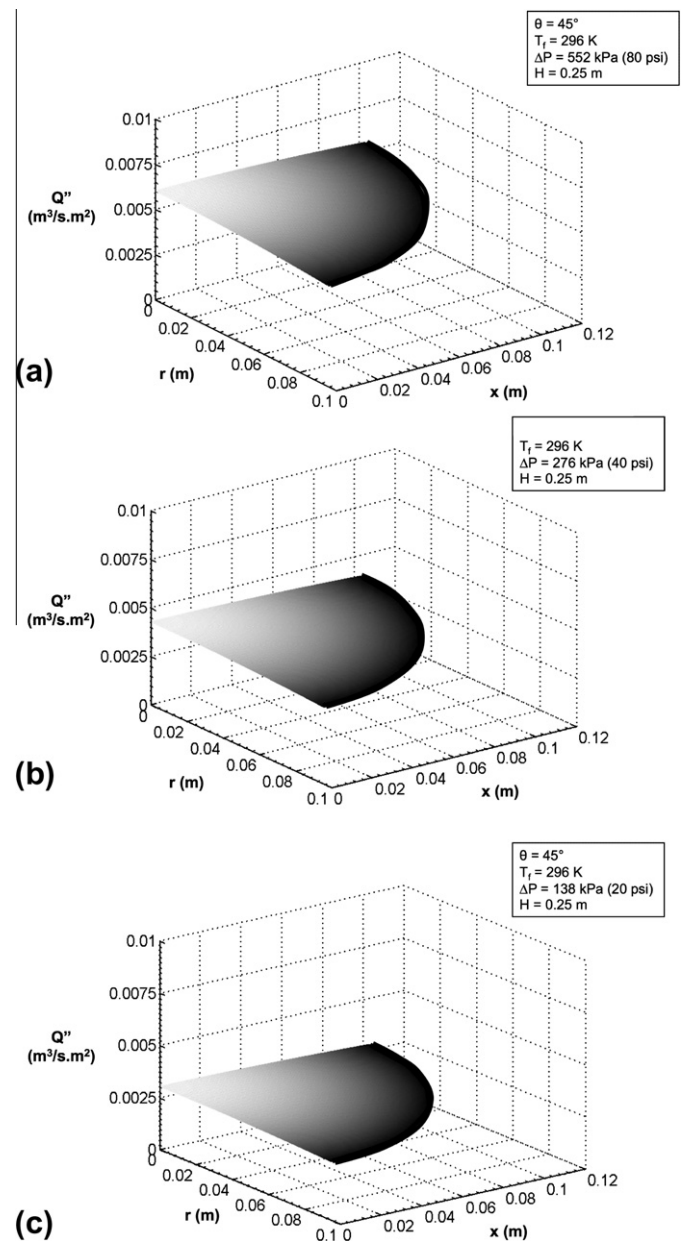 θ = 45°
T_f = 296 K
ΔP = 552 kPa (80 psi)
H = 0.25 m
0.01
0.0075
Q''
(m³/s.m²)
0.005
0.0025
0
0
0.02
0.04
0.06
0.08
0.1
r (m)
0
0.02
0.04
0.06
0.08
0.1
0.12
x (m)
(a)
T_f = 296 K
ΔP = 276 kPa (40 psi)
H = 0.25 m
0.01
0.0075
Q''
(m³/s.m²)
0.005
0.0025
0
0
0.02
0.04
0.06
0.08
0.1
r (m)
0
0.02
0.04
0.06
0.08
0.1
0.12
x (m)
(b)
θ = 45°
T_f = 296 K
ΔP = 138 kPa (20 psi)
H = 0.25 m
0.01
0.0075
Q''
(m³/s.m²)
0.005
0.0025
0
0
0.02
0.04
0.06
0.08
0.1
r (m)
0
0.02
0.04
0.06
0.08
0.1
0.12
x (m)
(c)